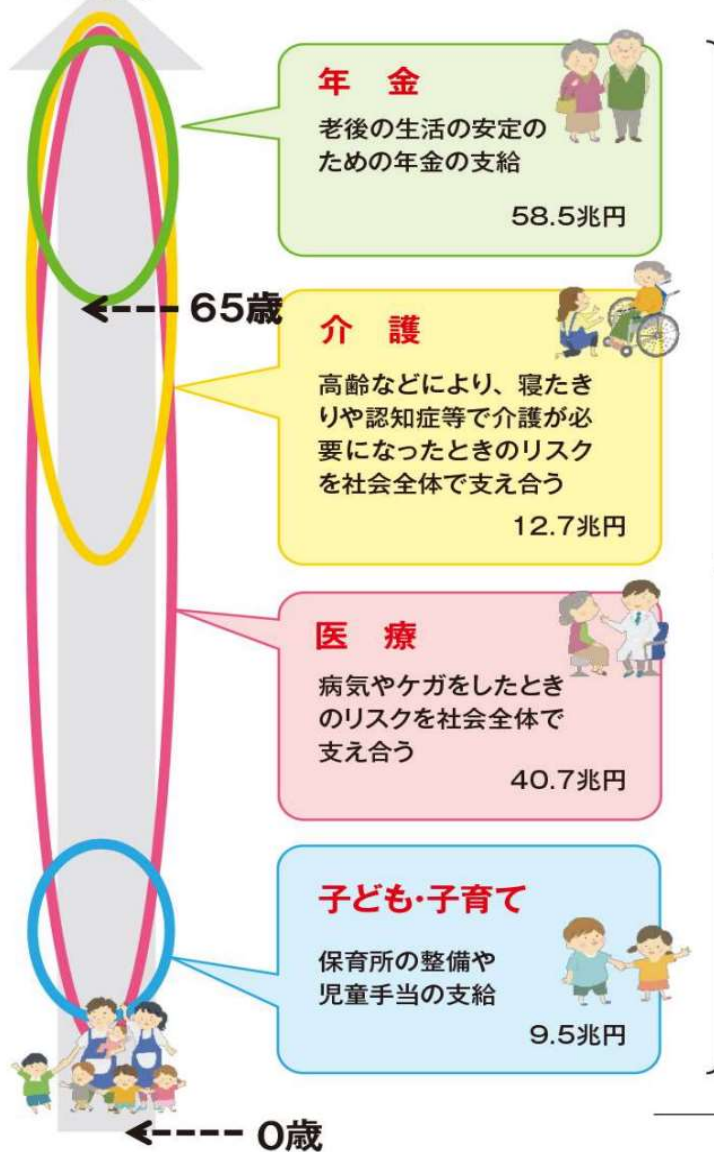 年 金
老後の生活の安定の
ための年金の支給
58.5兆円
65歳
介 護
高齢などにより、寝たき
りや認知症等で介護が必
要になったときのリスク
を社会全体で支え合う
12.7兆円
医 療
病気やケガをしたとき
のリスクを社会全体で
支え合う
40.7兆円
子ども・子育て
保育所の整備や
児童手当の支給
9.5兆円
0歳